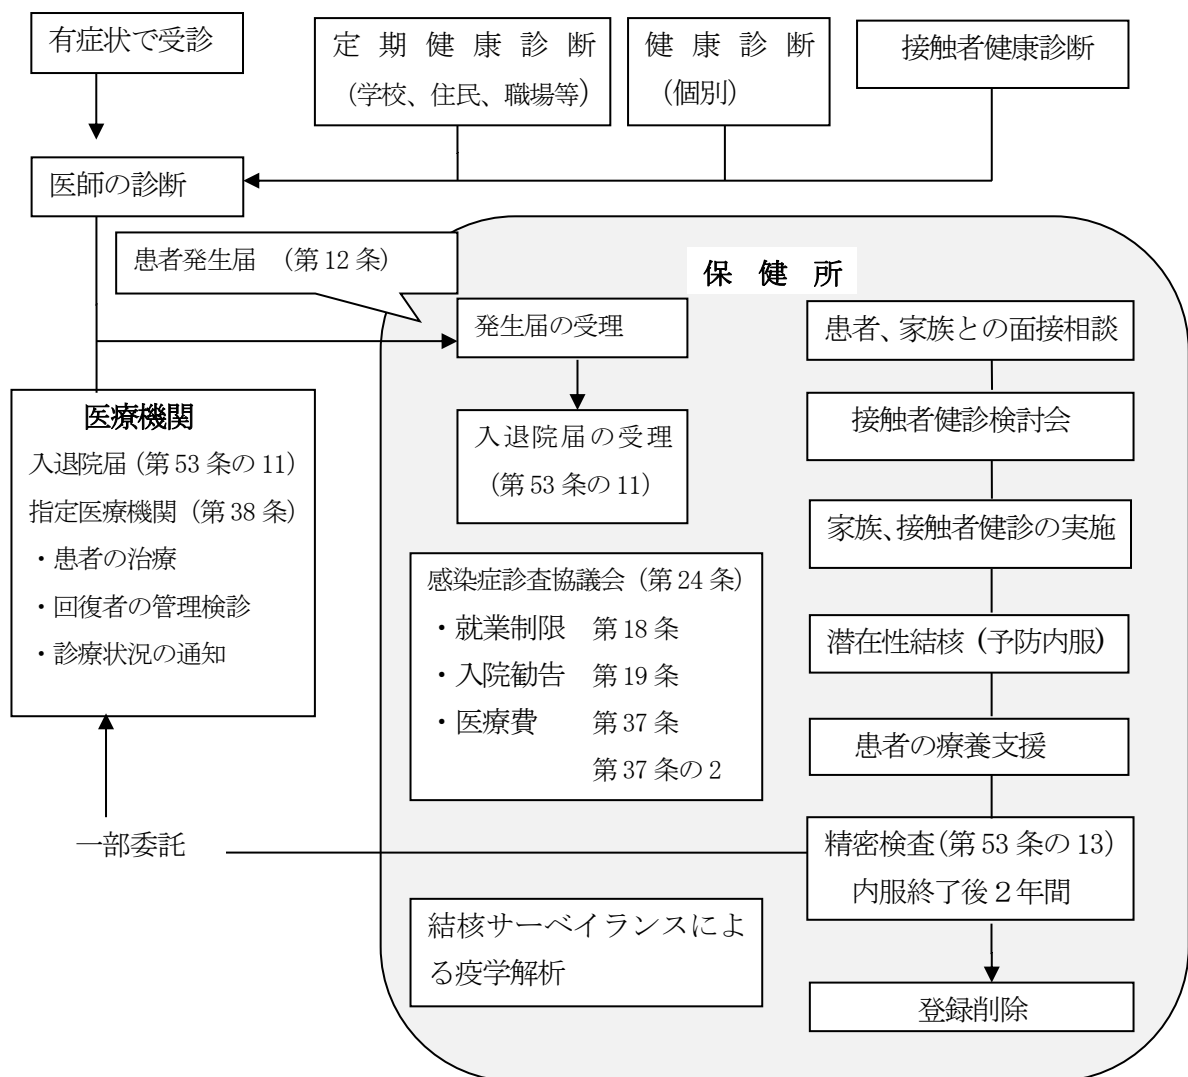 有症状で受診
定期健康診断
(学校、住民、職場等)
健康診断
(個別)
接触者健康診断
医師の診断
患者発生届 (第12条)
保健所
発生届の受理
入退院届の受理
(第53条の11)
医療機関
入退院届(第53条の11)
指定医療機関(第38条)
・患者の治療
・回復者の管理検診
・診療状況の通知
感染症診査協議会(第24条)
・就業制限 第18条
・入院勧告 第19条
・医療費 第37条
第37条の2
一部委託
結核サーベイランスによ
る疫学解析
患者、家族との面接相談
接触者健診検討会
家族、接触者健診の実施
潜在性結核(予防内服)
患者の療養支援
精密検査(第53条の13)
内服終了後2年間
登録削除